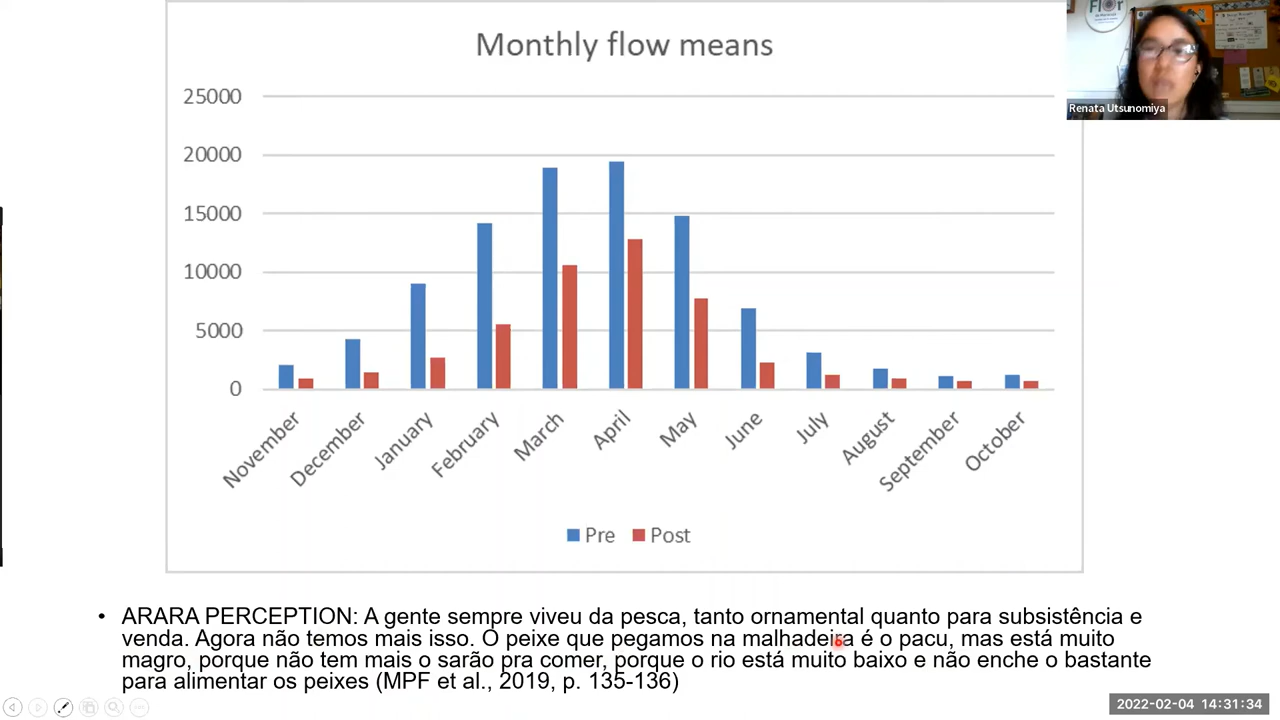 Monthly flow means
Flor
Renata Utsunomiya
25000
20000
15000
10000
5000
0
November
December
January
February
March
April
May
June
July
August
September
October
Pre
Post
• ARARA PERCEPTION: A gente sempre viveu da pesca, tanto ornamental quanto para subsistência e
venda. Agora não temos mais isso. O peixe que pegamos na malhadeira é o pacu, mas está muito
magro, porque não tem mais o sarão pra comer, porque o rio está muito baixo e não enche o bastante
para alimentar os peixes (MPF et al., 2019, p. 135-136)
2022-02-04 14:31:34